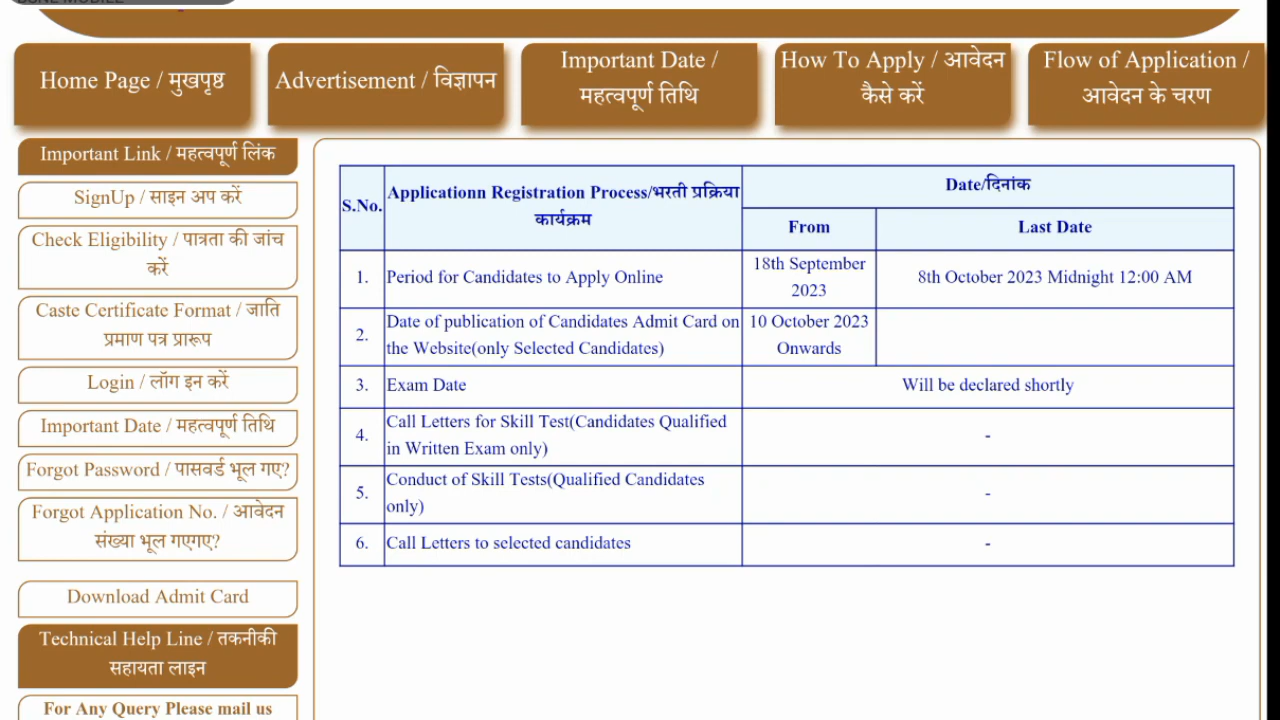 Home Page / मुखपृष्ठ
Advertisement / विज्ञापन
Important Date /
महत्वपूर्ण तिथि
How To Apply / आवेदन
कैसे करें
Flow of Application /
आवेदन के चरण
Important Link / महत्वपूर्ण लिंक
SignUp / साइन अप करें
Check Eligibility / पात्रता की जांच
करें
Caste Certificate Format / जाति
प्रमाण पत्र प्रारूप
Login / लॉग इन करें
Important Date / महत्वपूर्ण तिथि
Forgot Password / पासवर्ड भूल गए?
Forgot Application No. / आवेदन
संख्या भूल गएगए?
Download Admit Card
Technical Help Line / तकनीकी
सहायता लाइन
For Any Query Please mail us
S.No.
Applicationn Registration Process/भरती प्रक्रिया
कार्यक्रम
Date/दिनांक
From
Last Date
1.
Period for Candidates to Apply Online
18th September
2023
8th October 2023 Midnight 12:00 AM
2.
Date of publication of Candidates Admit Card on
the Website(only Selected Candidates)
10 October 2023
Onwards
3.
Exam Date
Will be declared shortly
4.
Call Letters for Skill Test(Candidates Qualified
in Written Exam only)
-
5.
Conduct of Skill Tests(Qualified Candidates
only)
-
6.
Call Letters to selected candidates
-